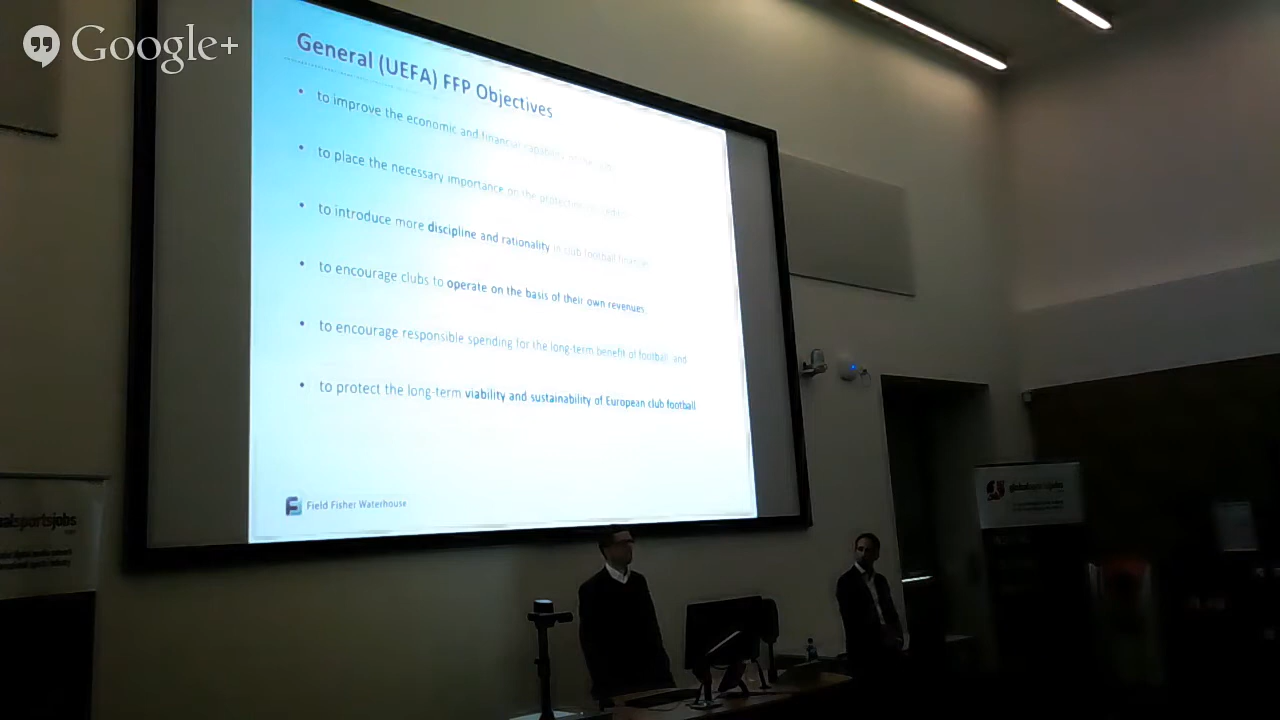 Google+
General (UEFA) FFP Objectives
• to improve the economic and financial capability of the clubs
• to place the necessary importance on the protection of creditors
• to introduce more discipline and rationality in club football finances
• to encourage clubs to operate on the basis of their own revenues
• to encourage responsible spending for the long-term benefit of football and
• to protect the long-term viability and sustainability of European club football
Field Fisher Waterhouse
globalsportsjobs
alsportsjobs